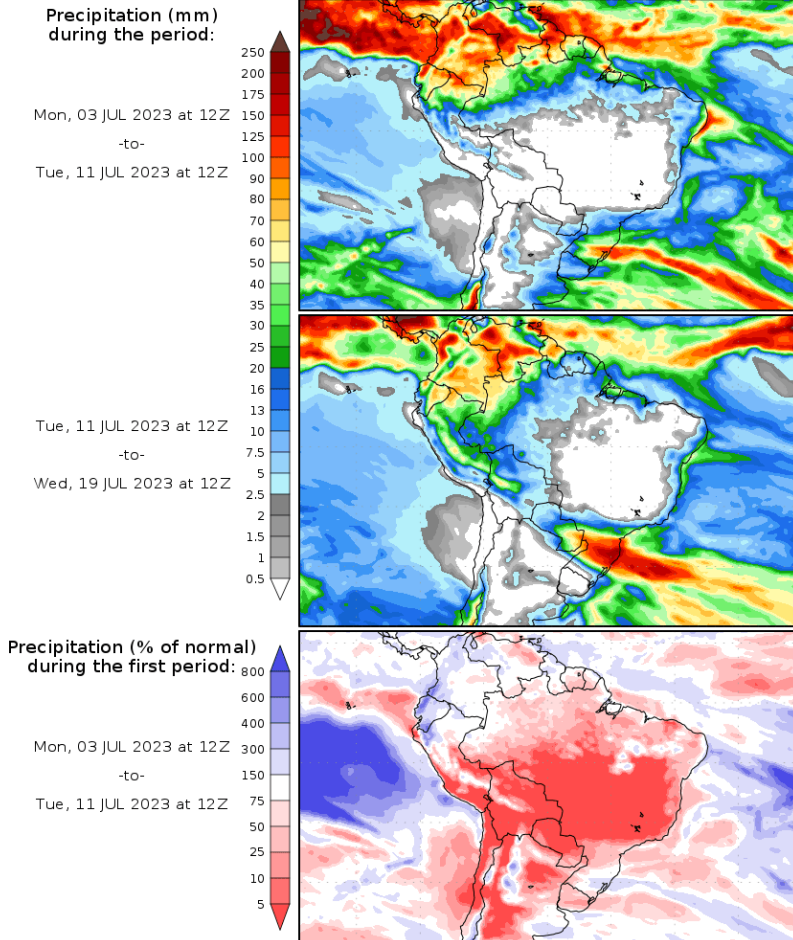 Precipitation (mm)
during the period:
Mon, 03 JUL 2023 at 12Z
-to-
Tue, 11 JUL 2023 at 12Z
250
200
175
150
125
100
90
80
70
60
50
40
35
30
25
20
16
13
10
7.5
5
2.5
2
1.5
1
0.5
Tue, 11 JUL 2023 at 12Z
-to-
Wed, 19 JUL 2023 at 12Z
Precipitation (% of normal)
during the first period:
Mon, 03 JUL 2023 at 12Z
-to-
Tue, 11 JUL 2023 at 12Z
800
600
400
300
150
75
50
25
10
5